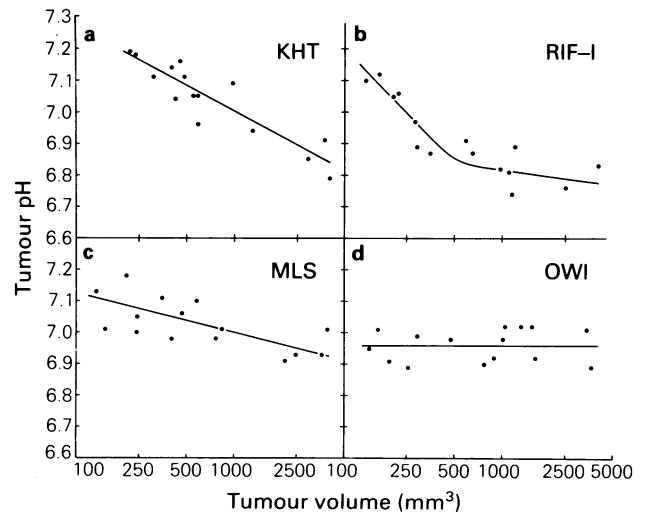 7.3
a
KHT
b
RIF–I
7.2
7.1
7.0
6.9
6.8
6.7
6.6
Tumour pH
c
MLS
d
OWI
7.2
7.1
7.0
6.9
6.8
6.7
6.6
100 250 500 1000 2500 100 250 500 1000 2500 5000
Tumour volume (mm³)